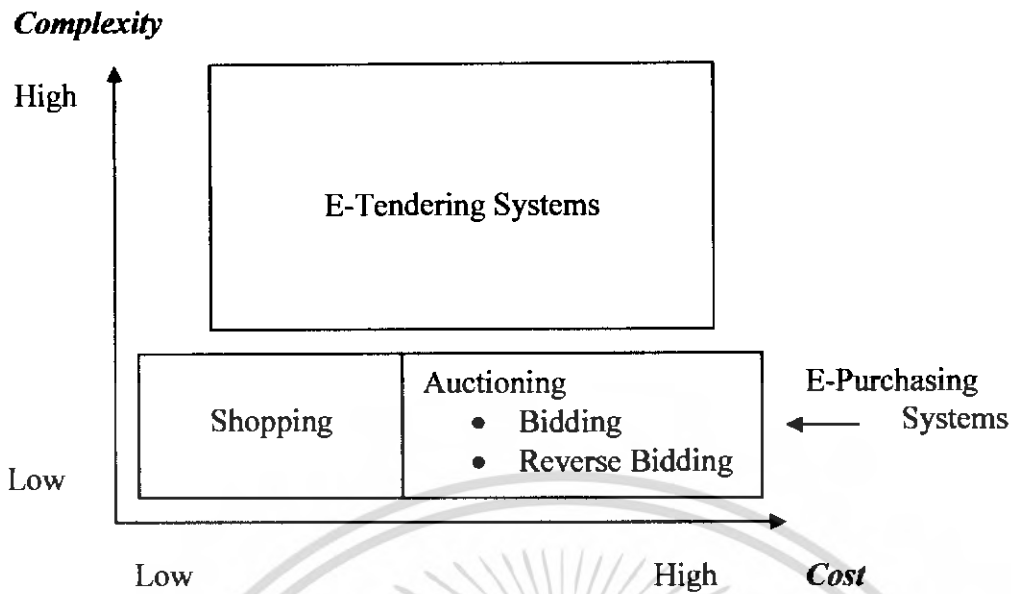 Complexity
High
E-Tendering Systems
Auctioning
E-Purchasing
Shopping
• Bidding
Systems
• Reverse Bidding
Low
Low
High
Cost